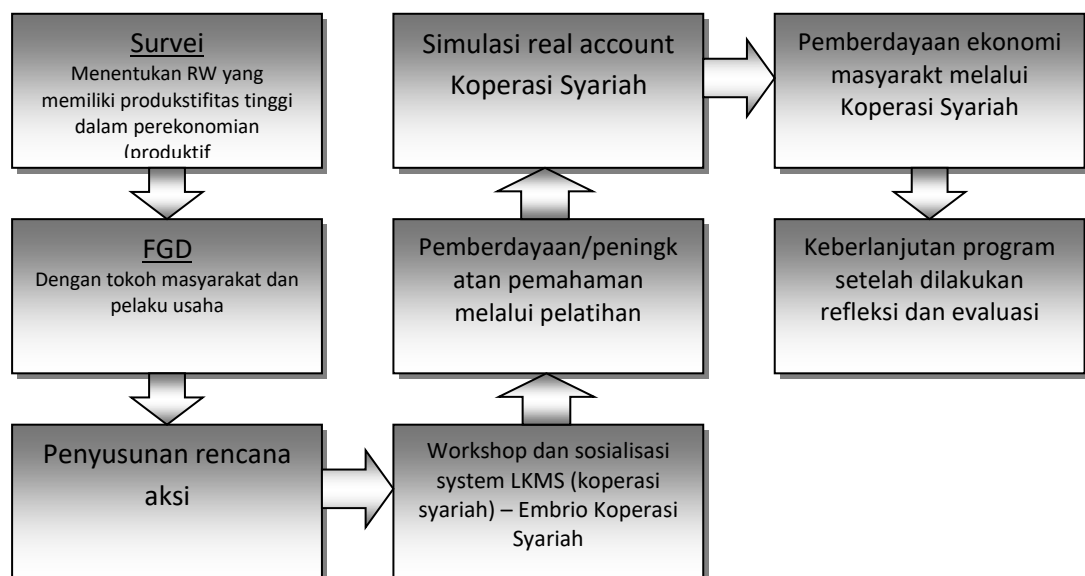 Survei
Menentukan RW yang
memiliki produkstifitas tinggi
dalam perekonomian
(produktif
FGD
Dengan tokoh masyarakat dan
pelaku usaha
Penyusunan rencana
aksi
Workshop dan sosialisasi
system LKMS (koperasi
syariah) – Embrio Koperasi
Syariah
Pemberdayaan/peningk
atan pemahaman
melalui pelatihan
Simulasi real account
Koperasi Syariah
Pemberdayaan ekonomi
masyarakt melalui
Koperasi Syariah
Keberlanjutan program
setelah dilakukan
refleksi dan evaluasi